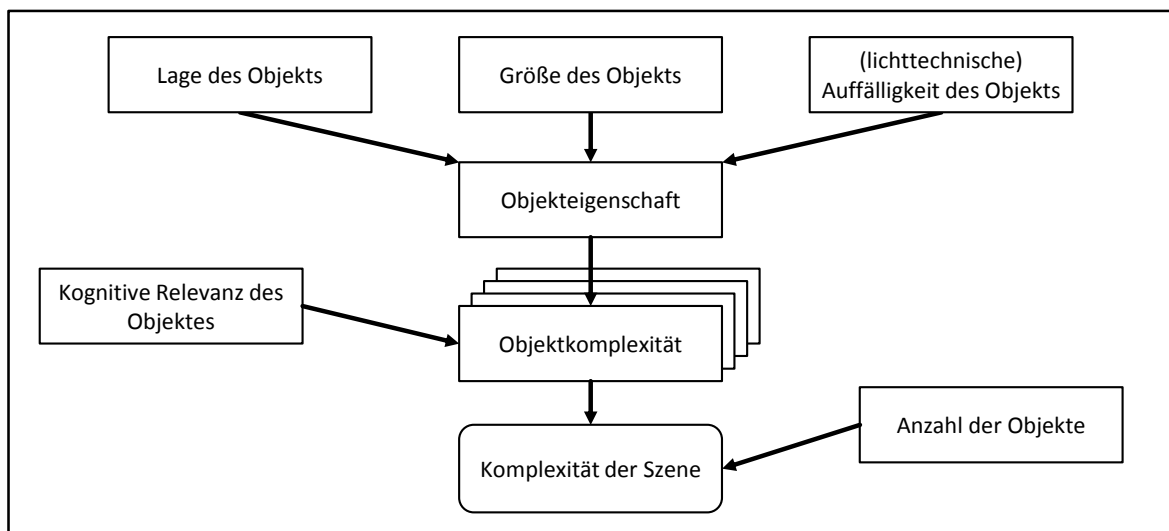 Lage des Objekts
Größe des Objekts
(lichttechnische)
Auffälligkeit des Objekts
Objekteigenschaft
Kognitive Relevanz des
Objektes
Objektkomplexität
Anzahl der Objekte
Komplexität der Szene